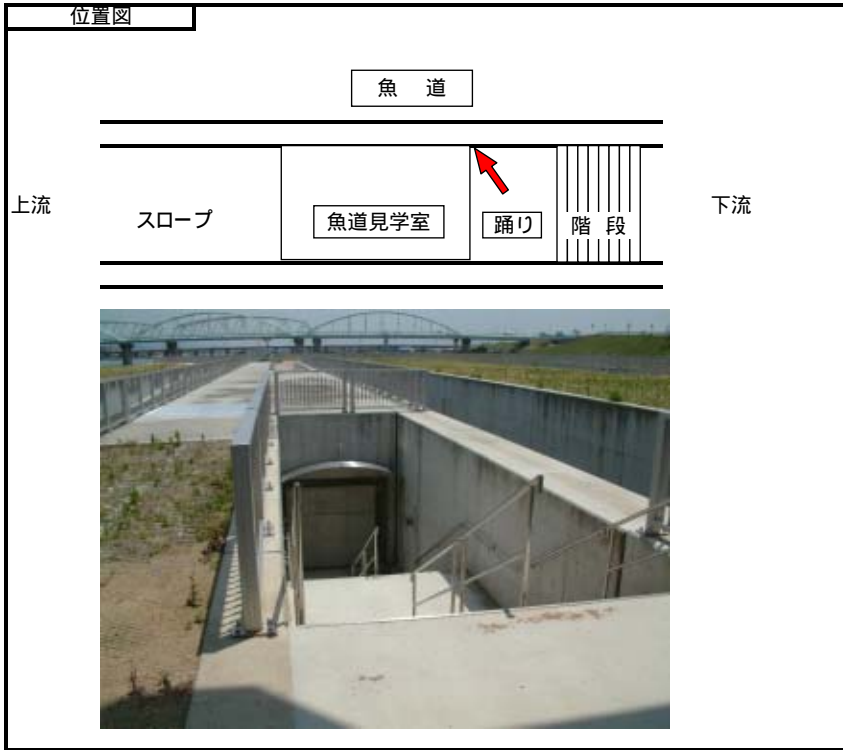 位置図
魚 道
上流
スロープ
魚道見学室
踊り
階 段
下流